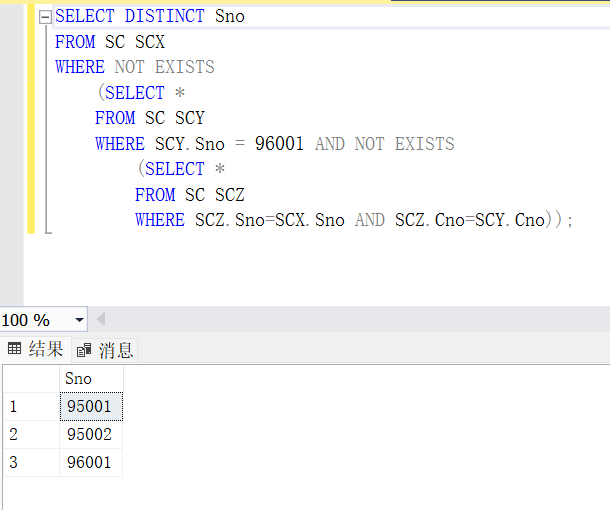 SELECT DISTINCT Sno
FROM SC SCX
WHERE NOT EXISTS
(SELECT *
FROM SC SCY
WHERE SCY.Sno = 96001 AND NOT EXISTS
(SELECT *
FROM SC SCZ
WHERE SCZ.Sno=SCX.Sno AND SCZ.Cno=SCY.Cno));
100 %
结果 消息
Sno
1 95001
2 95002
3 96001